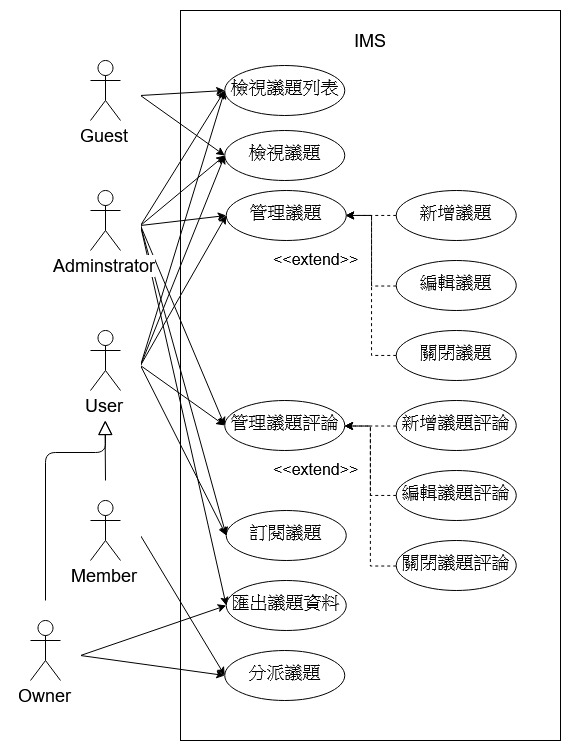 IMS
Guest
Adminstrator
User
Member
Owner
檢視議題列表
檢視議題
管理議題
<<extend>>
新增議題
編輯議題
關閉議題
管理議題評論
<<extend>>
新增議題評論
編輯議題評論
關閉議題評論
訂閱議題
匯出議題資料
分派議題